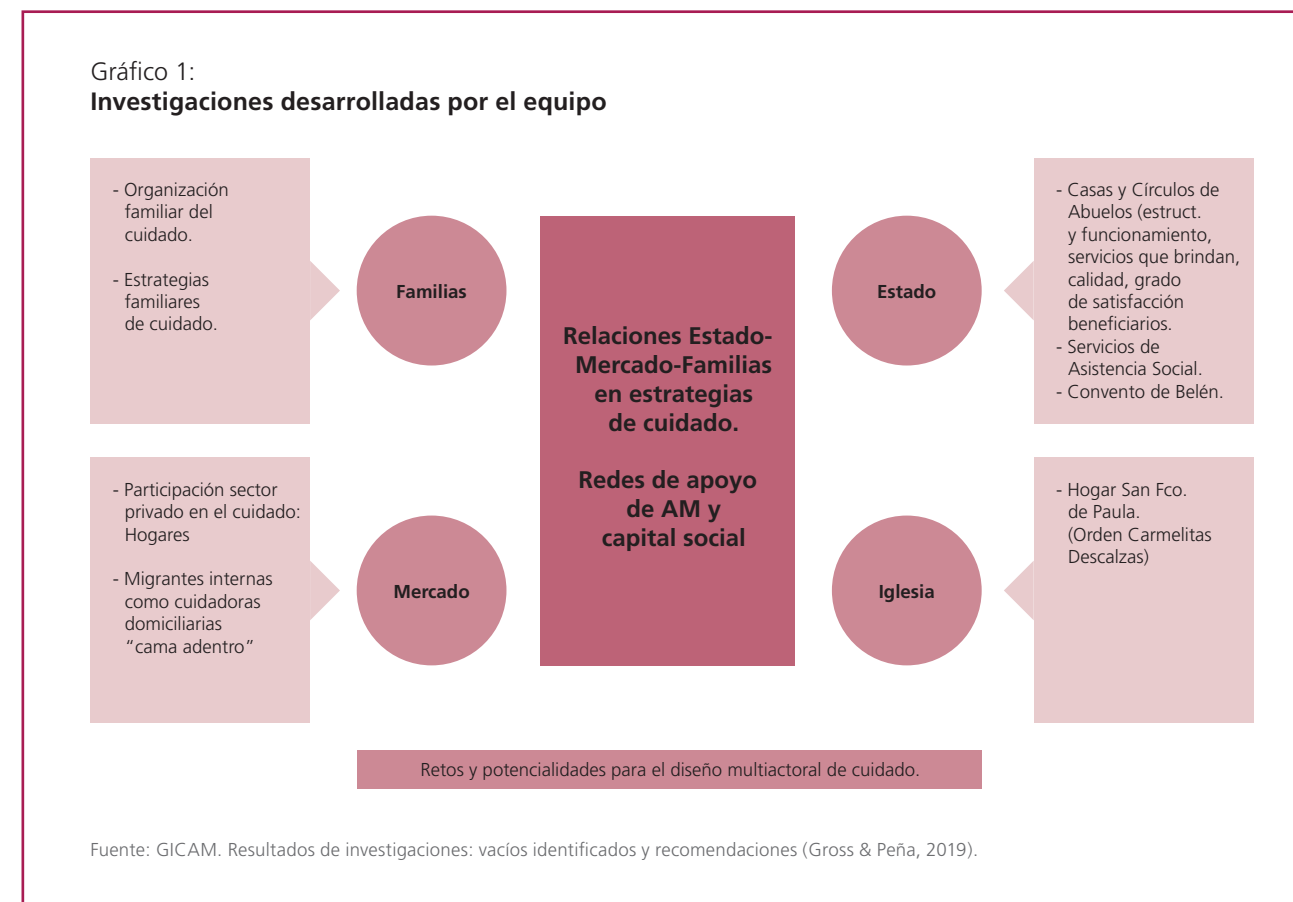 Gráfico 1:
Investigaciones desarrolladas por el equipo
- Organización
familiar del
cuidado.
- Estrategias
familiares
de cuidado.
Familias
- Participación sector
privado en el cuidado:
Hogares
- Migrantes internas
como cuidadoras
domiciliarias
“cama adentro”
Mercado
Relaciones Estado-
Mercado-Familias
en estrategias
de cuidado.
Redes de apoyo
de AM y
capital social
Estado
- Casas y Círculos de
Abuelos (estruct.
y funcionamiento,
servicios que brindan,
calidad, grado
de satisfacción
beneficiarios.
- Servicios de
Asistencia Social.
- Convento de Belén.
Iglesia
- Hogar San Fco.
de Paula.
(Orden Carmelitas
Descalzas)
Retos y potencialidades para el diseño multiactoral de cuidado.
Fuente: GICAM. Resultados de investigaciones: vacíos identificados y recomendaciones (Gross & Peña, 2019).